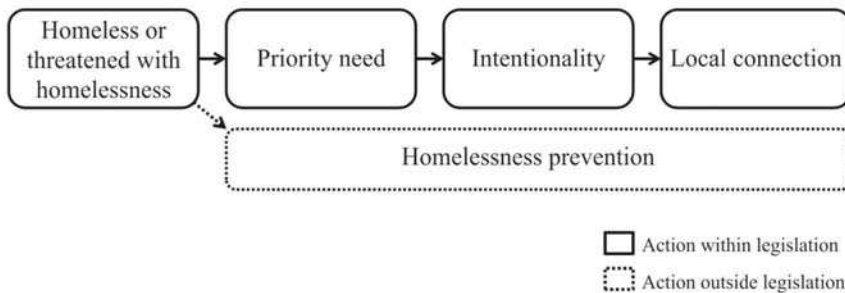 Homeless or
threatened with
homelessness
Priority need
Intentionality
Local connection
Homelessness prevention
Action within legislation
Action outside legislation